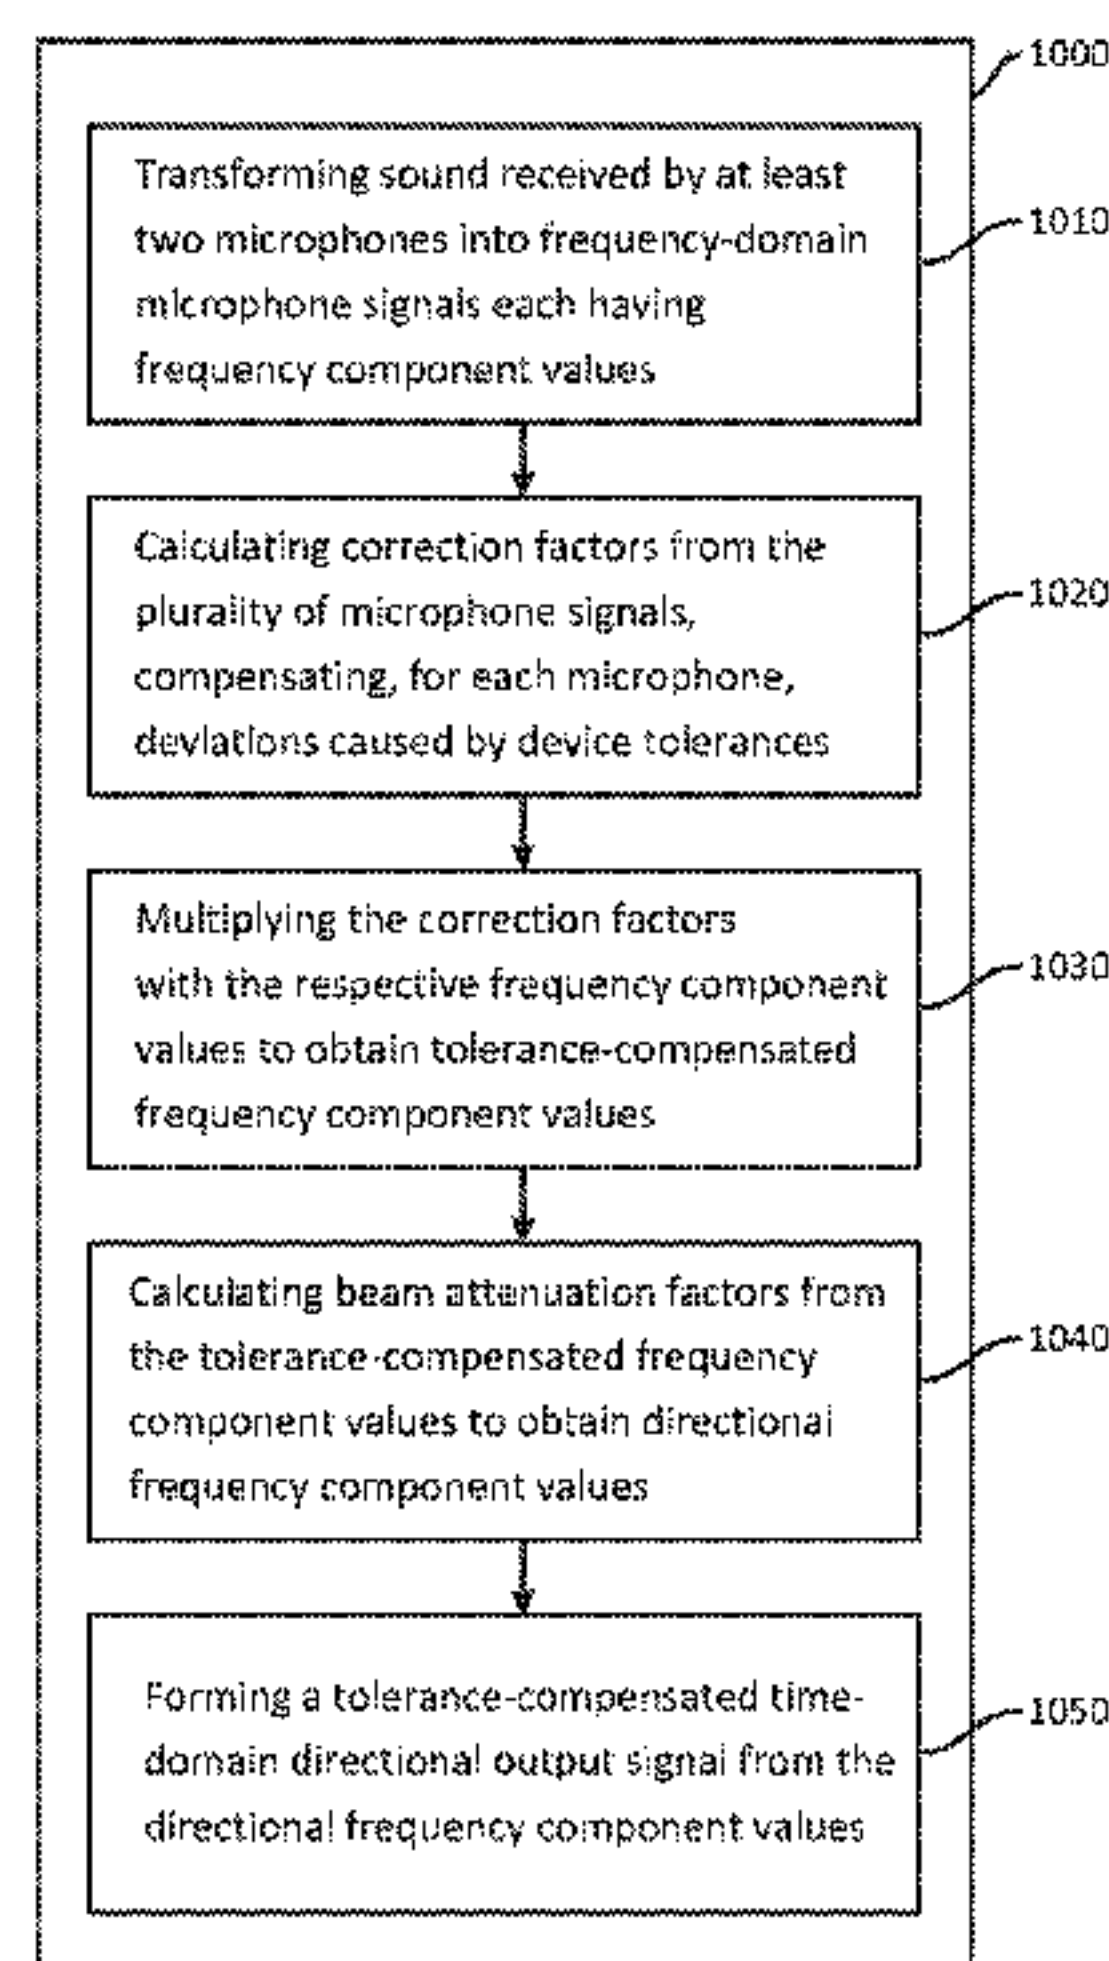 1000
Transforming sound received by at least
two microphones into frequency-domain
microphone signals each having
frequency component values
1010
Calculating correction factors from the
plurality of microphone signals,
compensating, for each microphone,
deviations caused by device tolerances
1020
Multiplying the correction factors
with the respective frequency component
values to obtain tolerance-compensated
frequency component values
1030
Calculating beam attenuation factors from
the tolerance-compensated frequency
component values to obtain directional
frequency component values
1040
Forming a tolerance-compensated time-
domain directional output signal from the
directional frequency component values
1050